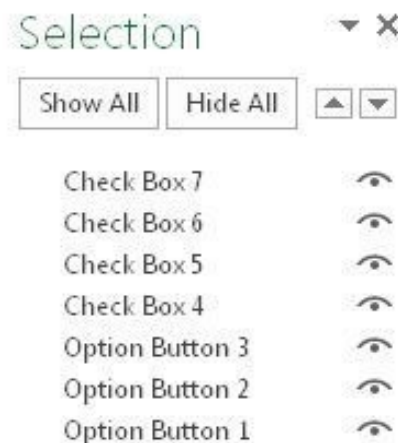 Selection
Show All Hide All
Check Box 7
Check Box 6
Check Box 5
Check Box 4
Option Button 3
Option Button 2
Option Button 1